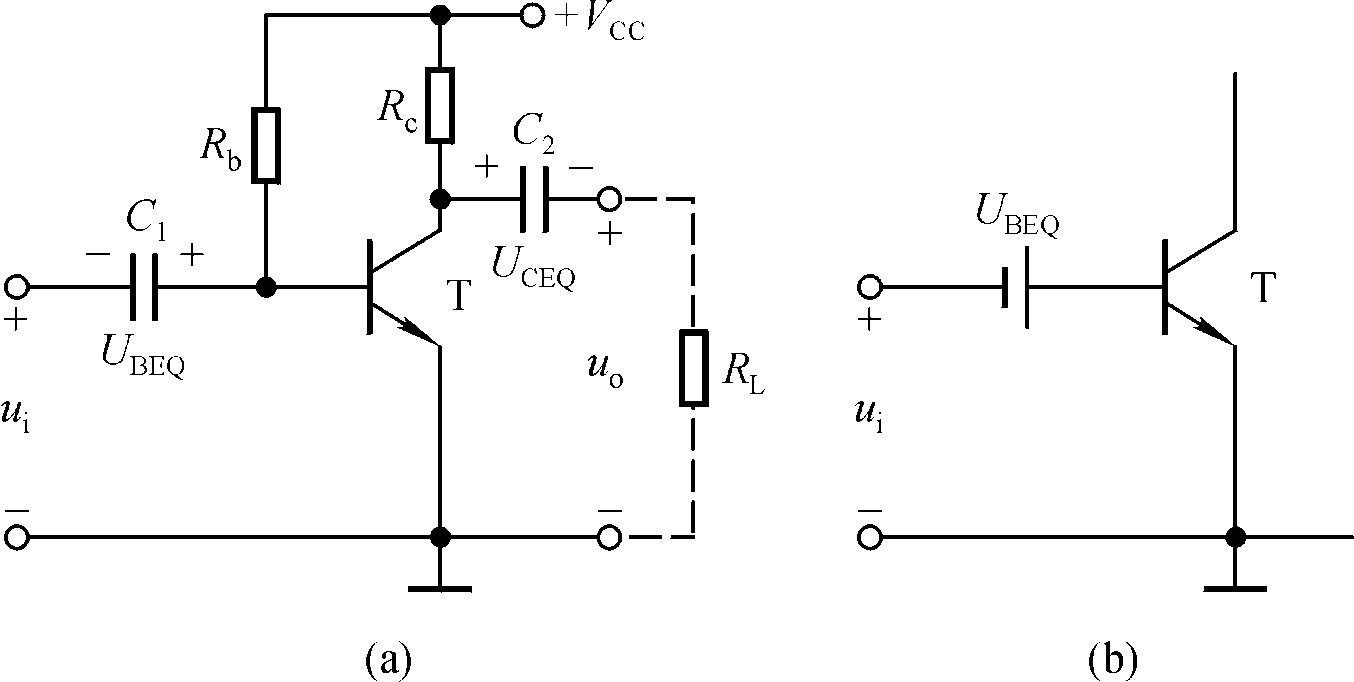 +V_CC
R_c
R_b
C_2
+ −
C_1
− +
+
U_CEQ
T
+
U_BEQ
u_o
R_L
u_i
−
−
(a)
U_BEQ
T
+
u_i
−
(b)